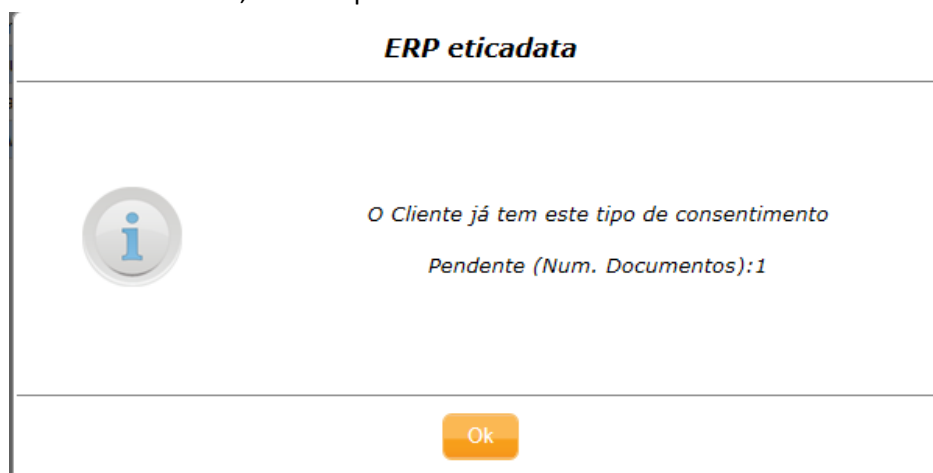 ERP eticadata
O Cliente já tem este tipo de consentimento
Pendente (Num. Documentos):1
Ok